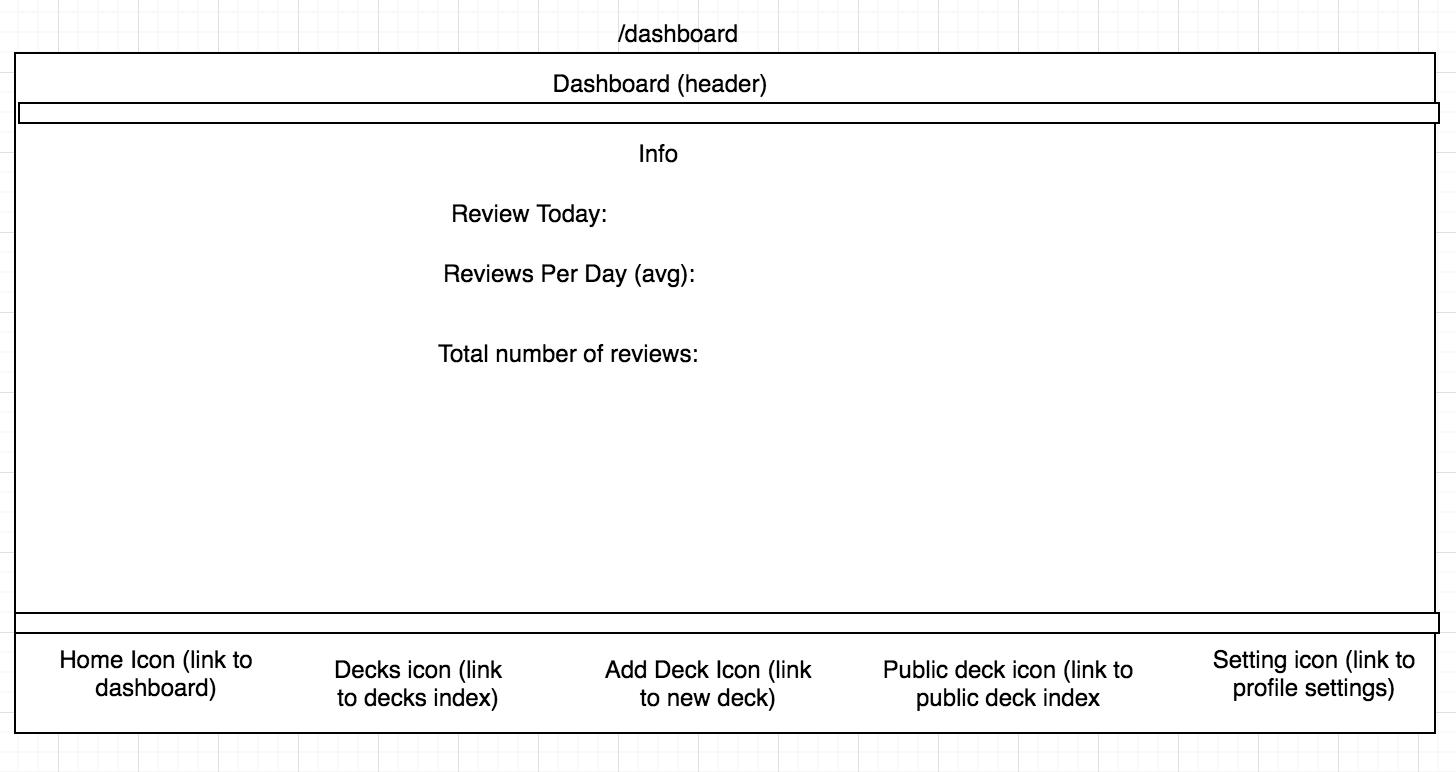 /dashboard
Dashboard (header)
Info
Review Today:
Reviews Per Day (avg):
Total number of reviews:
Home Icon (link to
dashboard)
Decks icon (link
to decks index)
Add Deck Icon (link
to new deck)
Public deck icon (link to
public deck index
Setting icon (link to
profile settings)